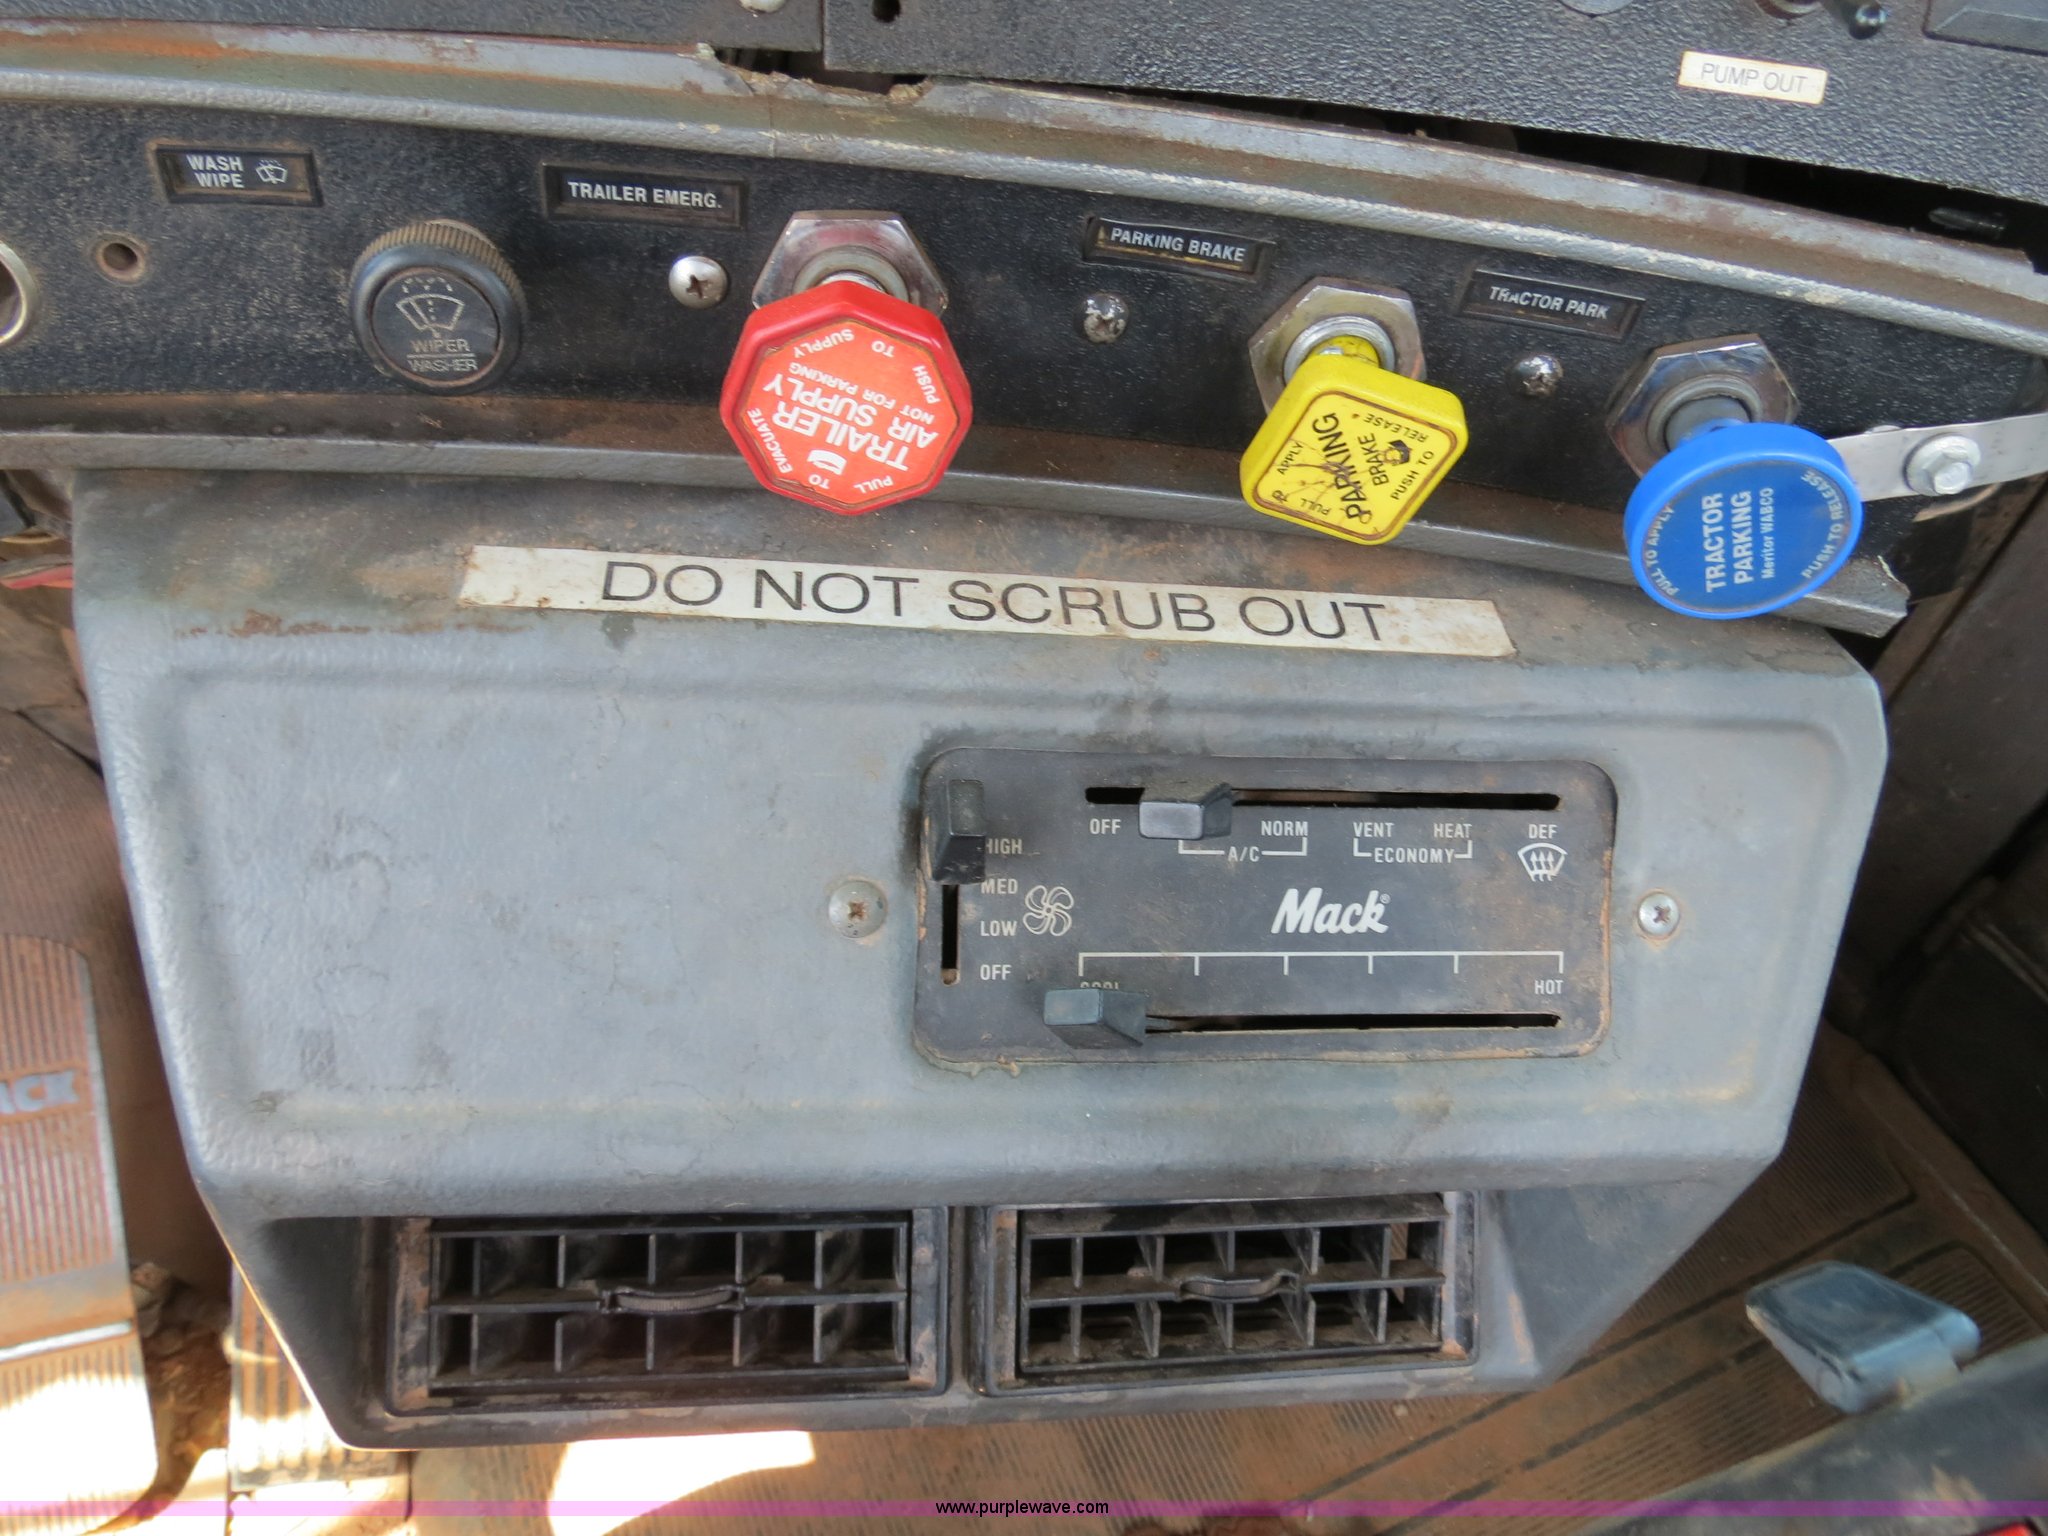 PUMP OUT
WASH
WIPE
TRAILER EMERG.
PARKING BRAKE
TRACTOR PARK
WIPER
WASHER
PUSH TO SUPPLY
NOT FOR PARKING
TRAILER
AIR SUPPLY
PULL TO EVACUATE
PULL TO APPLY
PARKING
BRAKE
PUSH TO RELEASE
PULL TO APPLY
TRACTOR
PARKING
Meritor WABCO
PUSH TO RELEASE
DO NOT SCRUB OUT
OFF NORM VENT HEAT DEF
A/C ECONOMY
HIGH
MED
LOW
OFF
Mack®
COOL HOT
ACK
www.purplewave.com